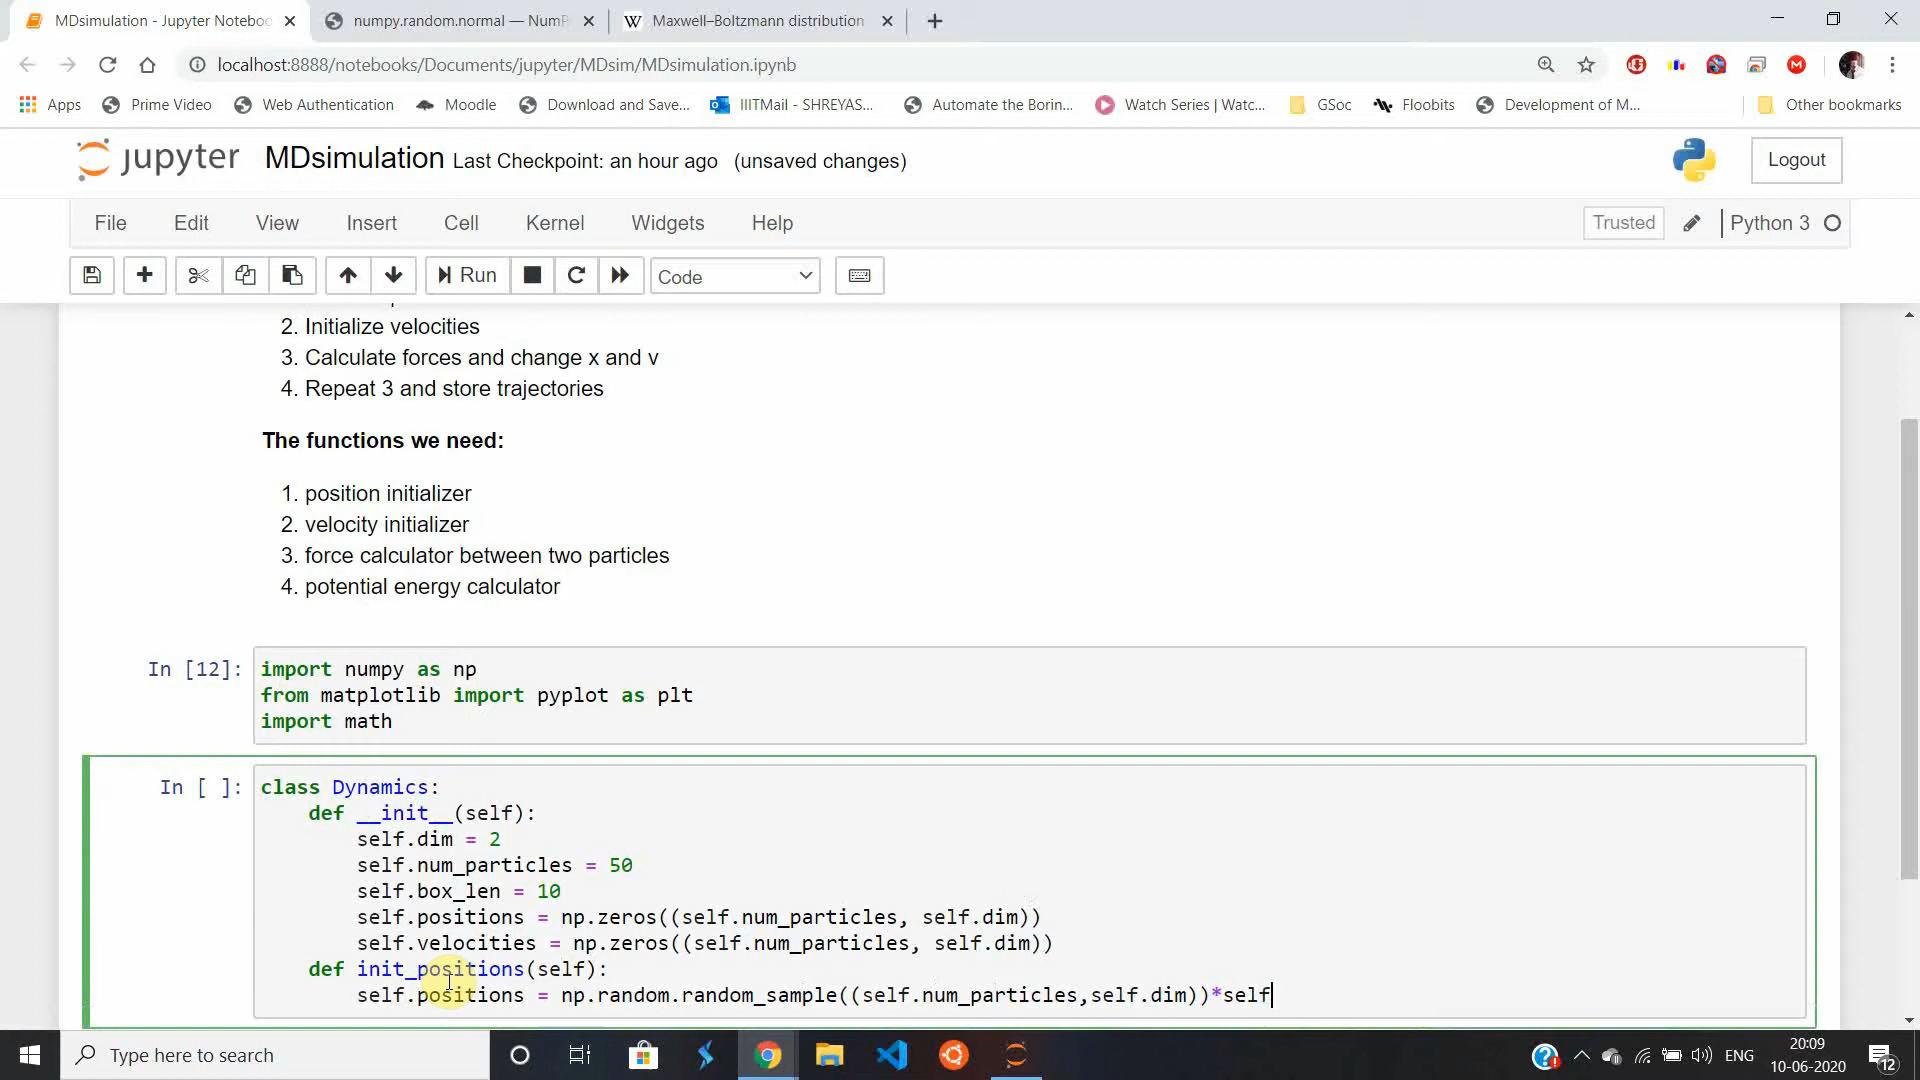 MDsimulation - Jupyter Noteboo
numpy.random.normal — NumP
W Maxwell–Boltzmann distribution
localhost:8888/notebooks/Documents/jupyter/MDsim/MDsimulation.ipynb
Apps
Prime Video
Web Authentication
Moodle
Download and Save...
IIITMail - SHREYAS...
Automate the Borin...
Watch Series | Watc...
GSoc
Floobits
Development of M...
Other bookmarks
jupyter MDsimulation Last Checkpoint: an hour ago (unsaved changes)
Logout
File Edit View Insert Cell Kernel Widgets Help
Trusted
Python 3
Run
Code
2. Initialize velocities
3. Calculate forces and change x and v
4. Repeat 3 and store trajectories
The functions we need:
1. position initializer
2. velocity initializer
3. force calculator between two particles
4. potential energy calculator
In [12]:
import numpy as np
from matplotlib import pyplot as plt
import math
In [ ]:
class Dynamics:
def __init__(self):
self.dim = 2
self.num_particles = 50
self.box_len = 10
self.positions = np.zeros((self.num_particles, self.dim))
self.velocities = np.zeros((self.num_particles, self.dim))
def init_positions(self):
self.positions = np.random.random_sample((self.num_particles,self.dim))*self
Type here to search
ENG
20:09
10-06-2020
12